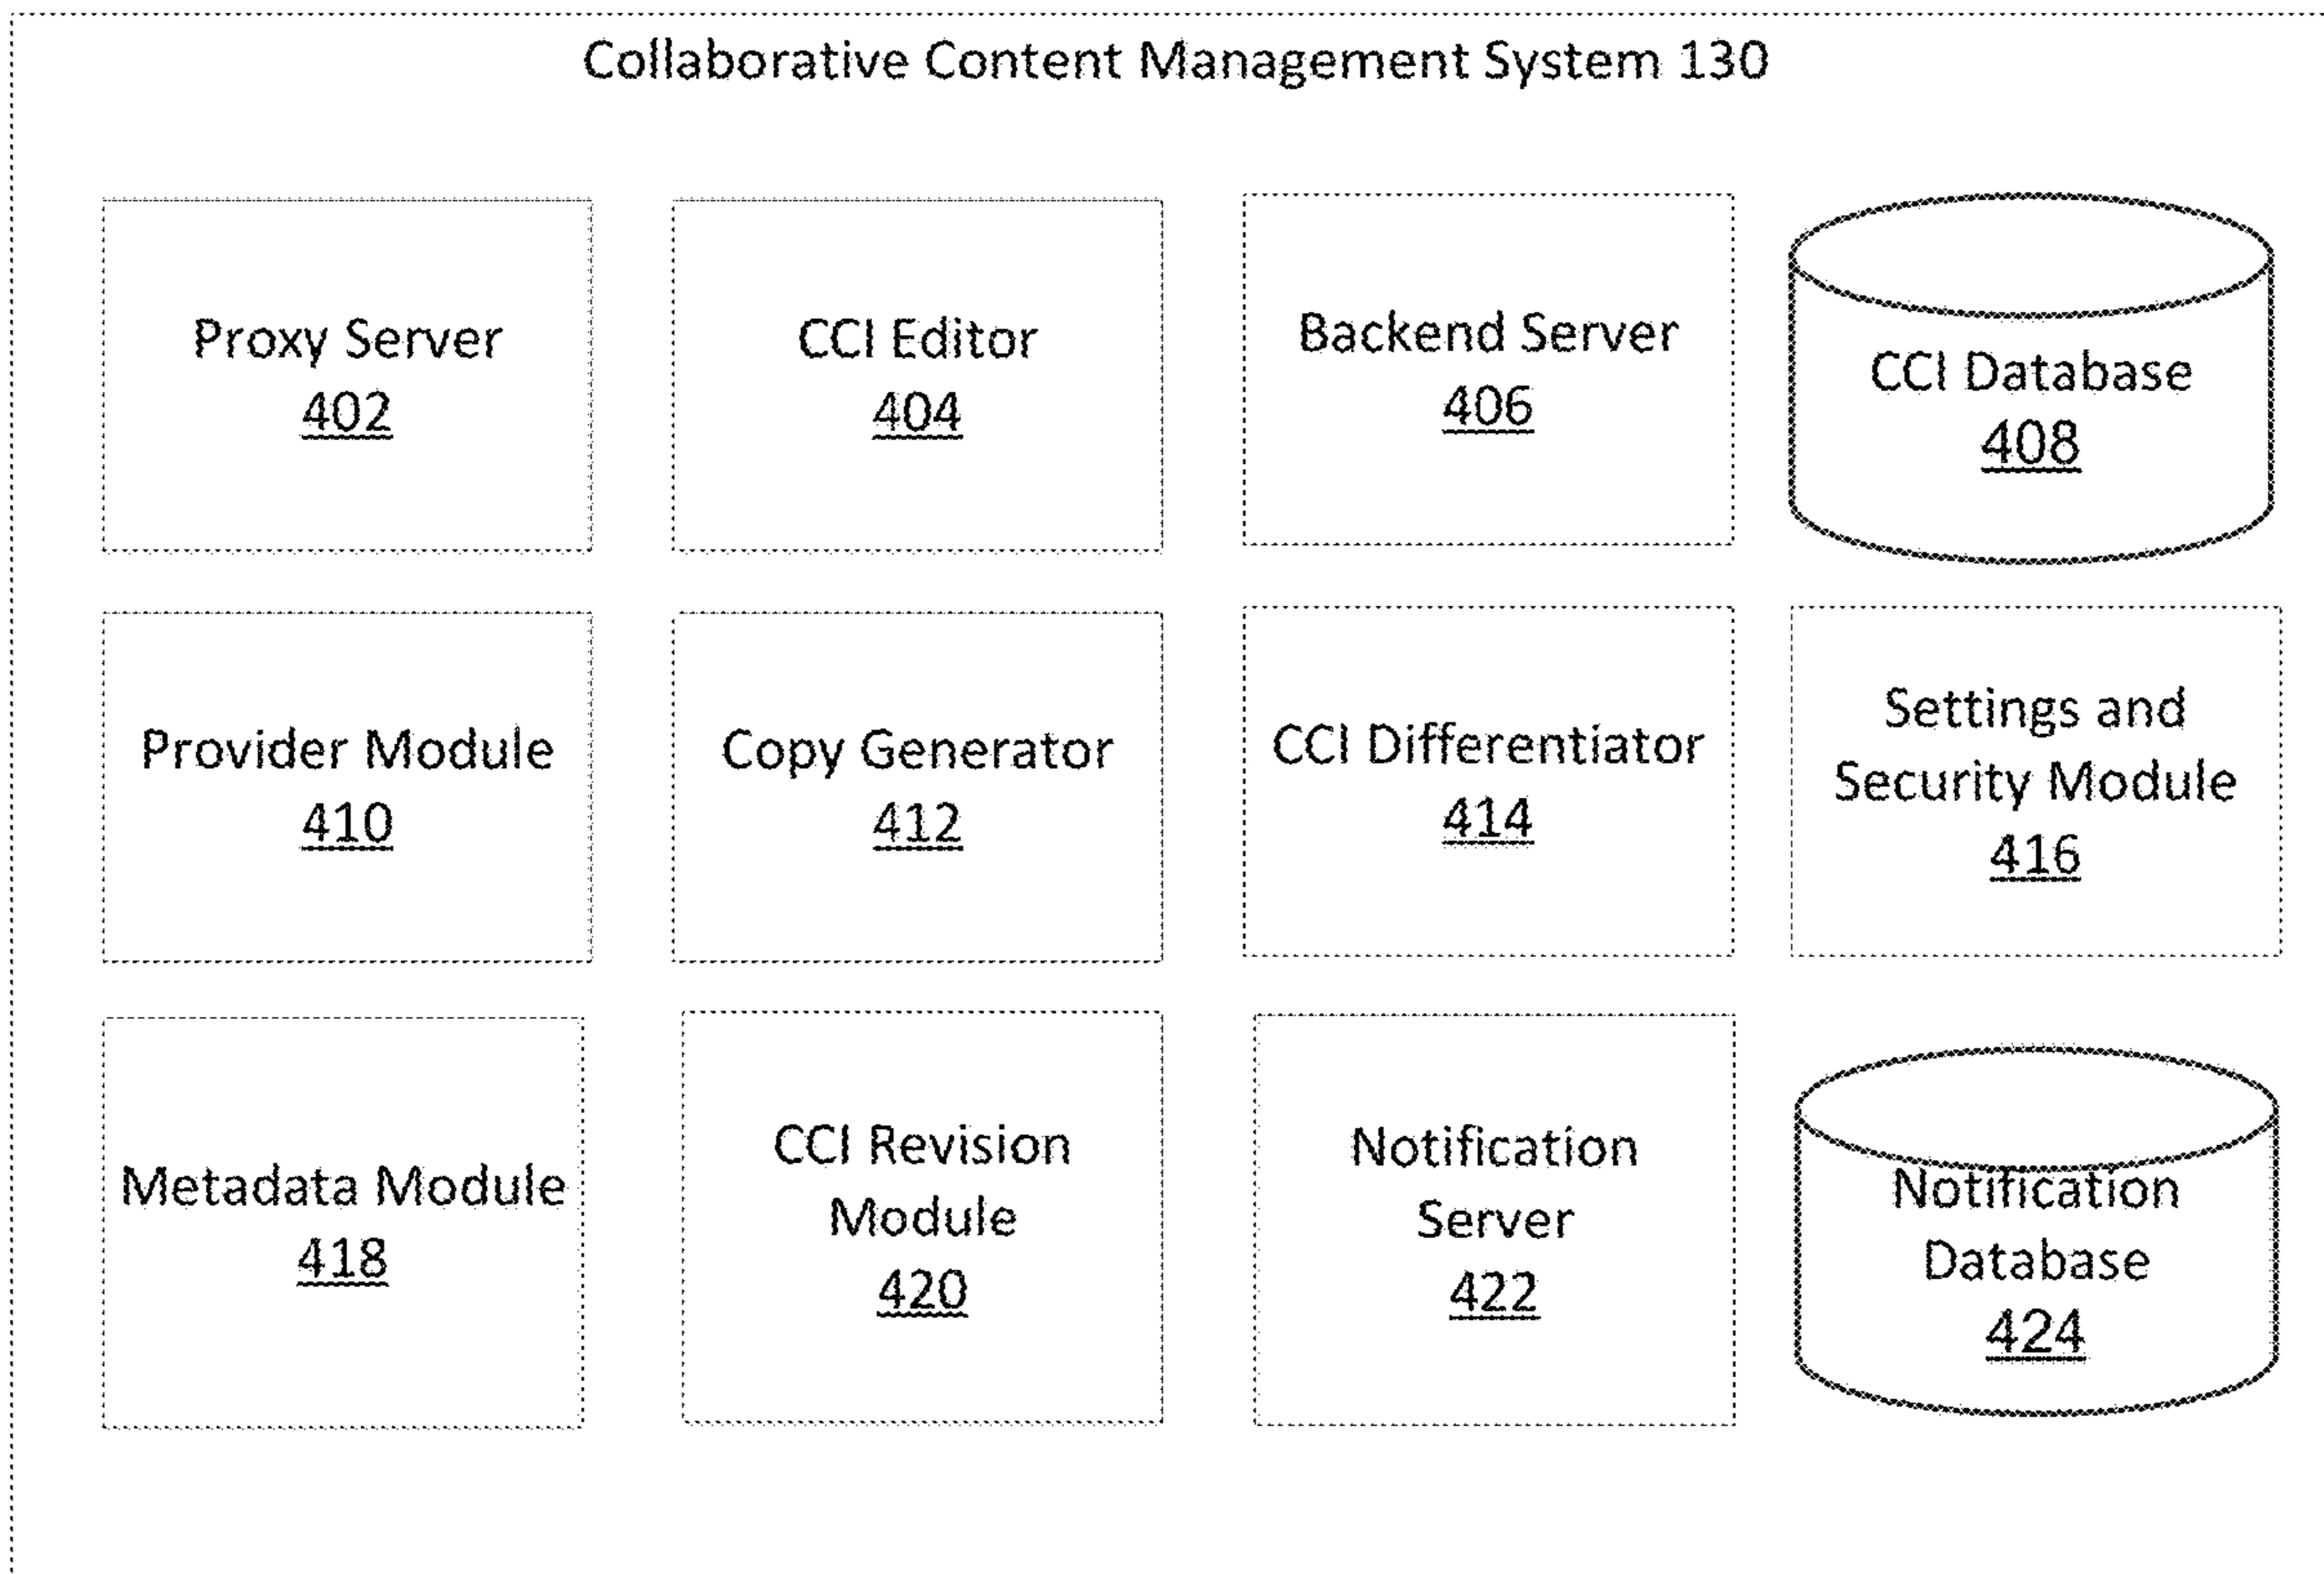 Collaborative Content Management System 130
Proxy Server
402
CCI Editor
404
Backend Server
406
CCI Database
408
Provider Module
410
Copy Generator
412
CCI Differentiator
414
Settings and
Security Module
416
Metadata Module
418
CCI Revision
Module
420
Notification
Server
422
Notification
Database
424